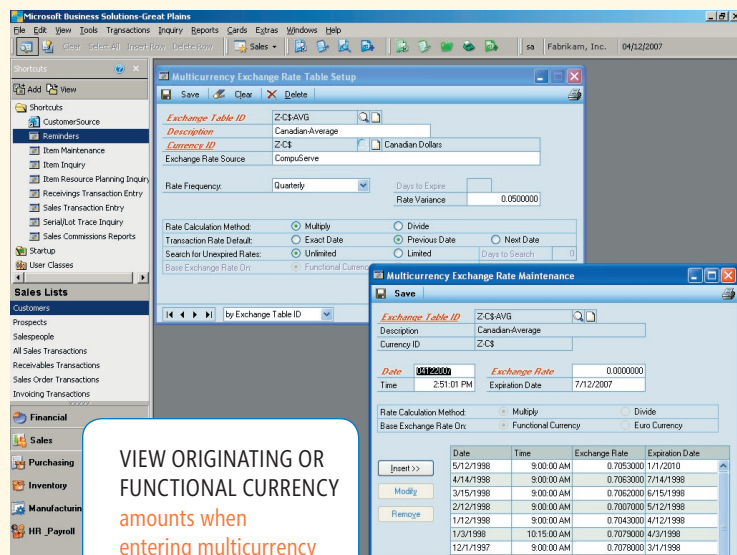 Microsoft Business Solutions-Great Plains
File Edit View Tools Transactions Inquiry Reports Cards Extras Windows Help
Clear Select All Insert Row Delete Row Sales sa Fabrikam, Inc. 04/12/2007
Shortcuts
Add View
Shortcuts
CustomerSource
Reminders
Item Maintenance
Item Inquiry
Item Resource Planning Inquiry
Receivings Transaction Entry
Sales Transaction Entry
Serial/Lot Trace Inquiry
Sales Commissions Reports
Startup
User Classes
Sales Lists
Customers
Prospects
Salespeople
All Sales Transactions
Receivables Transactions
Sales Order Transactions
Invoicing Transactions
Financial
Sales
Purchasing
Inventory
Manufacturin
HR _Payroll
Multicurrency Exchange Rate Table Setup
Save Clear Delete
Exchange Table ID Z-C$-AVG
Description Canadian-Average
Currency ID Z-C$ Canadian Dollars
Exchange Rate Source CompuServe
Rate Frequency: Quarterly Days to Expire
Rate Variance 0.0500000
Rate Calculation Method: Multiply Divide
Transaction Rate Default: Exact Date Previous Date Next Date
Search for Unexpired Rates: Unlimited Limited Days to Search 0
Base Exchange Rate On: Functional Currenc
by Exchange Table ID
Multicurrency Exchange Rate Maintenance
Save
Exchange Table ID Z-C$-AVG
Description Canadian-Average
Currency ID Z-C$
Date 04122007 Exchange Rate 0.0000000
Time 2:51:01 PM Expiration Date 7/12/2007
Rate Calculation Method: Multiply Divide
Base Exchange Rate On: Functional Currency Euro Currency
Date Time Exchange Rate Expiration Date
Insert >> 5/12/1998 9:00:00 AM 0.7053000 1/1/2010
4/14/1998 9:00:00 AM 0.7063000 7/14/1998
Modify 3/15/1998 9:00:00 AM 0.7062000 6/15/1998
2/12/1998 9:00:00 AM 0.7007000 5/12/1998
Remove 1/12/1998 9:00:00 AM 0.7043000 4/12/1998
1/3/1998 10:15:00 AM 0.7079000 4/3/1998
12/1/1997 9:00:00 AM 0.7078000 3/1/1998
VIEW ORIGINATING OR
FUNCTIONAL CURRENCY
amounts when
entering multicurrency